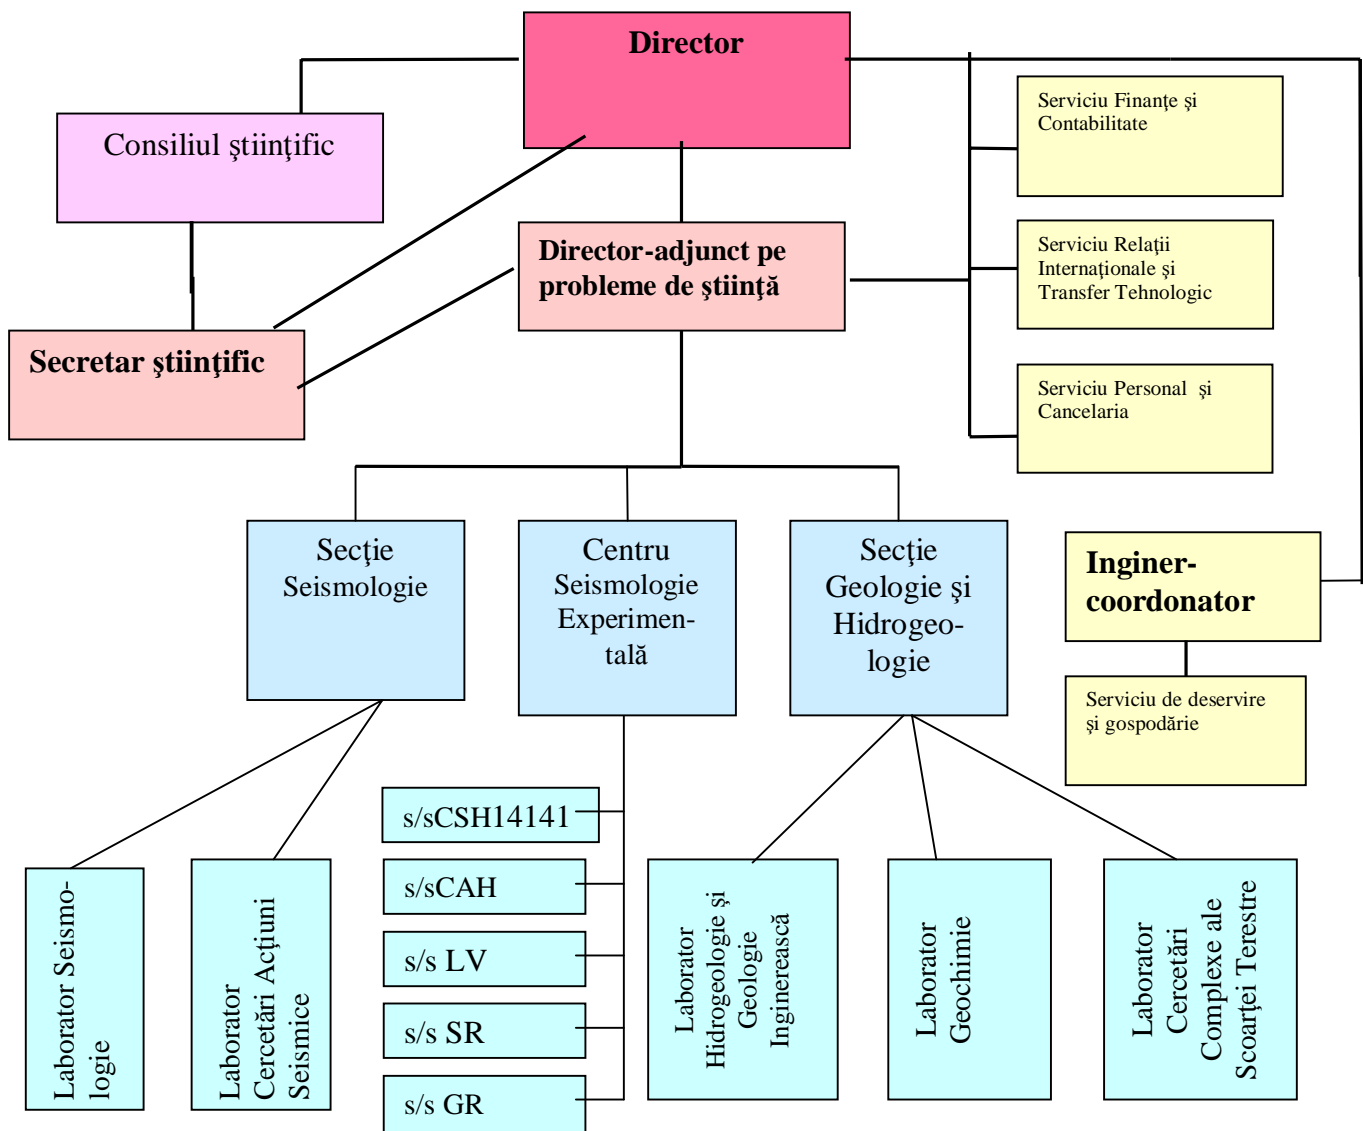 Director
Consiliul ştiinţific
Serviciu Finanţe şi
Contabilitate
Director-adjunct pe
probleme de ştiinţă
Serviciu Relaţii
Internaţionale şi
Transfer Tehnologic
Secretar ştiinţific
Serviciu Personal şi
Cancelaria
Secţie
Seismologie
Centru
Seismologie
Experimen-
tală
Secţie
Geologie şi
Hidrogeo-
logie
Inginer-
coordonator
Serviciu de deservire
şi gospodărie
s/sCSH14141
s/sCAH
s/s LV
s/s SR
s/s GR
Laborator Seismo-
logie
Laborator
Cercetări Acţiuni
Seismice
Laborator
Hidrogeologie şi
Geologie
Inginerească
Laborator
Geochimie
Laborator
Cercetări
Complexe ale
Scoarţei Terestre